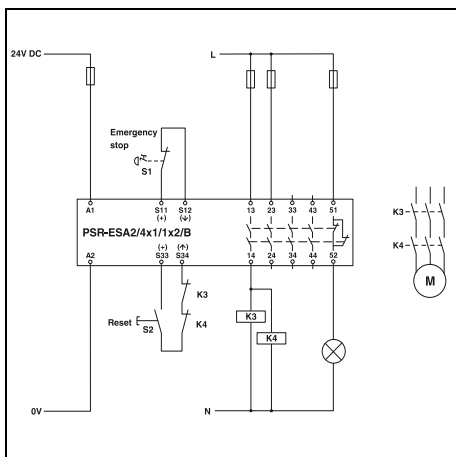 24V DC
L
Emergency
stop
S1
A1
S11
(+)
S12
(↓)
13
23
33
43
51
PSR-ESA2/4x1/1x2/B
A2
(+)
S33
(↑)
S34
14
24
34
44
52
K3
K4
M
K3
K4
Reset
S2
K3
K4
0V
N